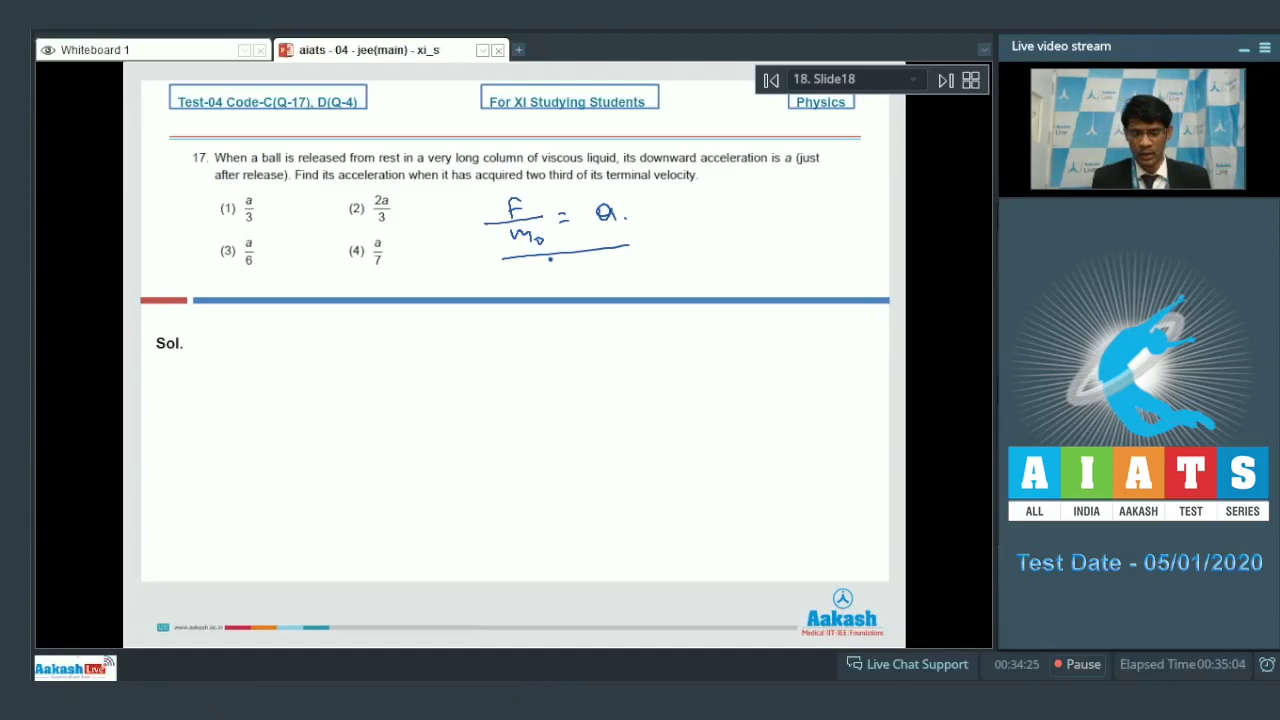 Whiteboard 1
aiats - 04 - jee(main) - xi_s
Live video stream
18. Slide18
Test-04 Code-C(Q-17), D(Q-4)
For XI Studying Students
Physics
17. When a ball is released from rest in a very long column of viscous liquid, its downward acceleration is a (just
after release). Find its acceleration when it has acquired two third of its terminal velocity.
(1) a/3
(2) 2a/3
(3) a/6
(4) a/7
F/m₀ = a.
Sol.
A I A T S
ALL INDIA AAKASH TEST SERIES
Test Date - 05/01/2020
www.aakash.ac.in
Aakash
Medical|IIT-JEE|Foundations
Aakash Live
Live Chat Support
00:34:25
Pause
Elapsed Time 00:35:04